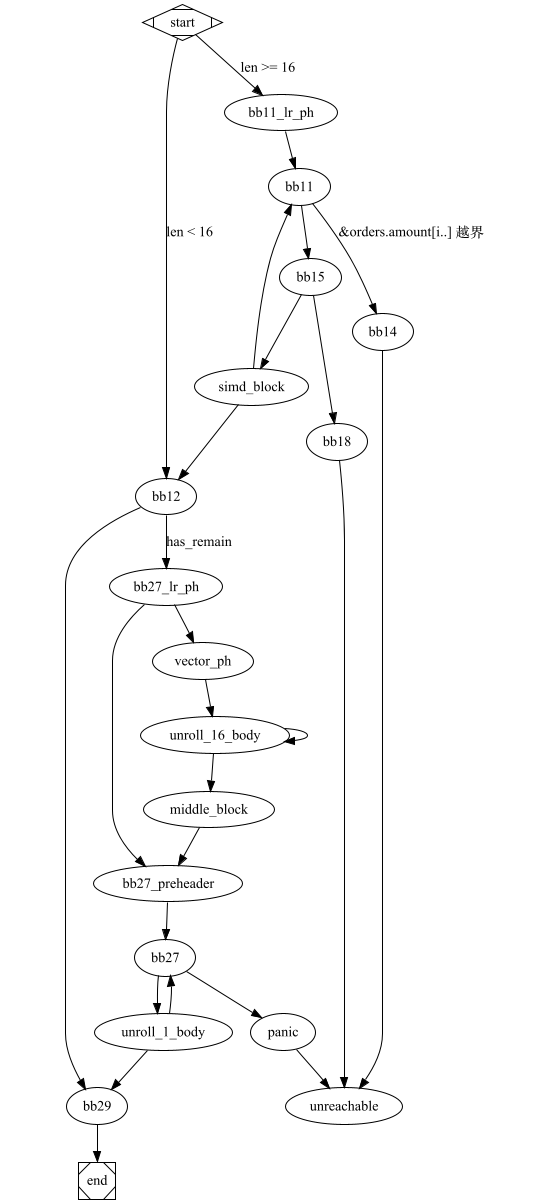 start
len >= 16
bb11_lr_ph
bb11
len < 16
&orders.amount[i..] 越界
bb15
bb14
simd_block
bb18
bb12
has_remain
bb27_lr_ph
vector_ph
unroll_16_body
middle_block
bb27_preheader
bb27
unroll_1_body
panic
bb29
unreachable
end